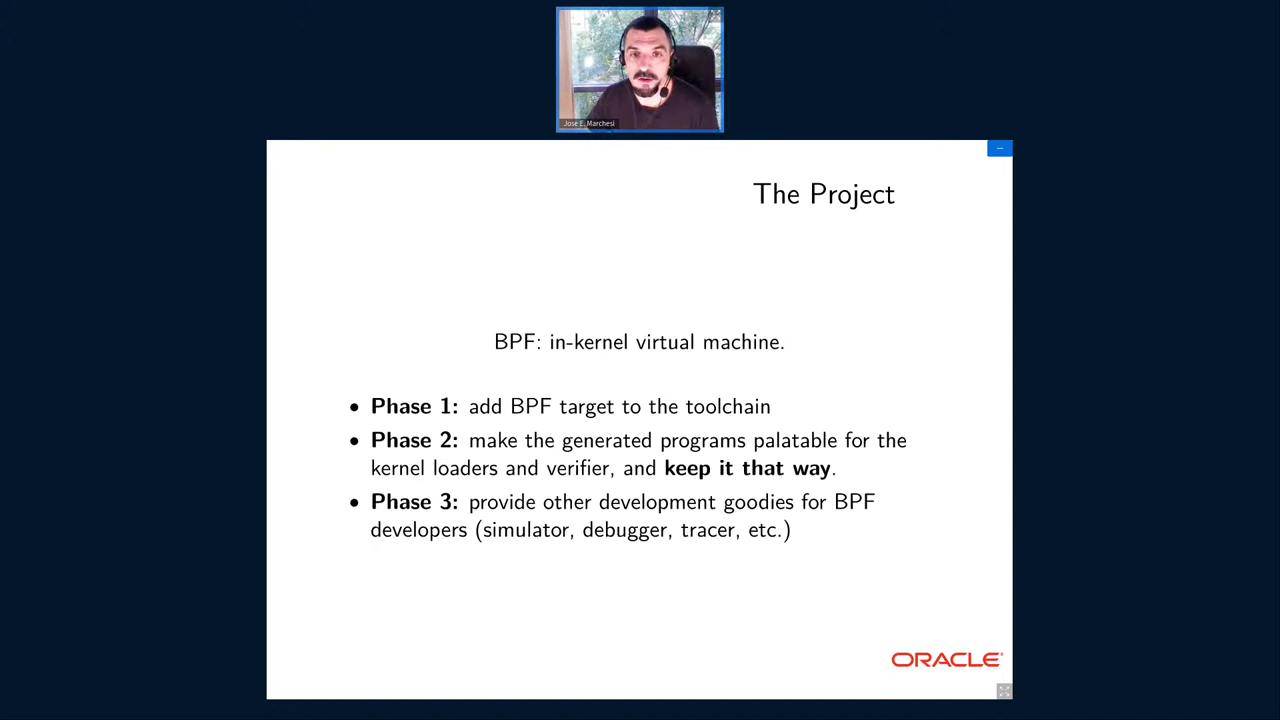 Jose E. Marchesi
The Project
BPF: in-kernel virtual machine.
• Phase 1: add BPF target to the toolchain
• Phase 2: make the generated programs palatable for the
kernel loaders and verifier, and keep it that way.
• Phase 3: provide other development goodies for BPF
developers (simulator, debugger, tracer, etc.)
ORACLE